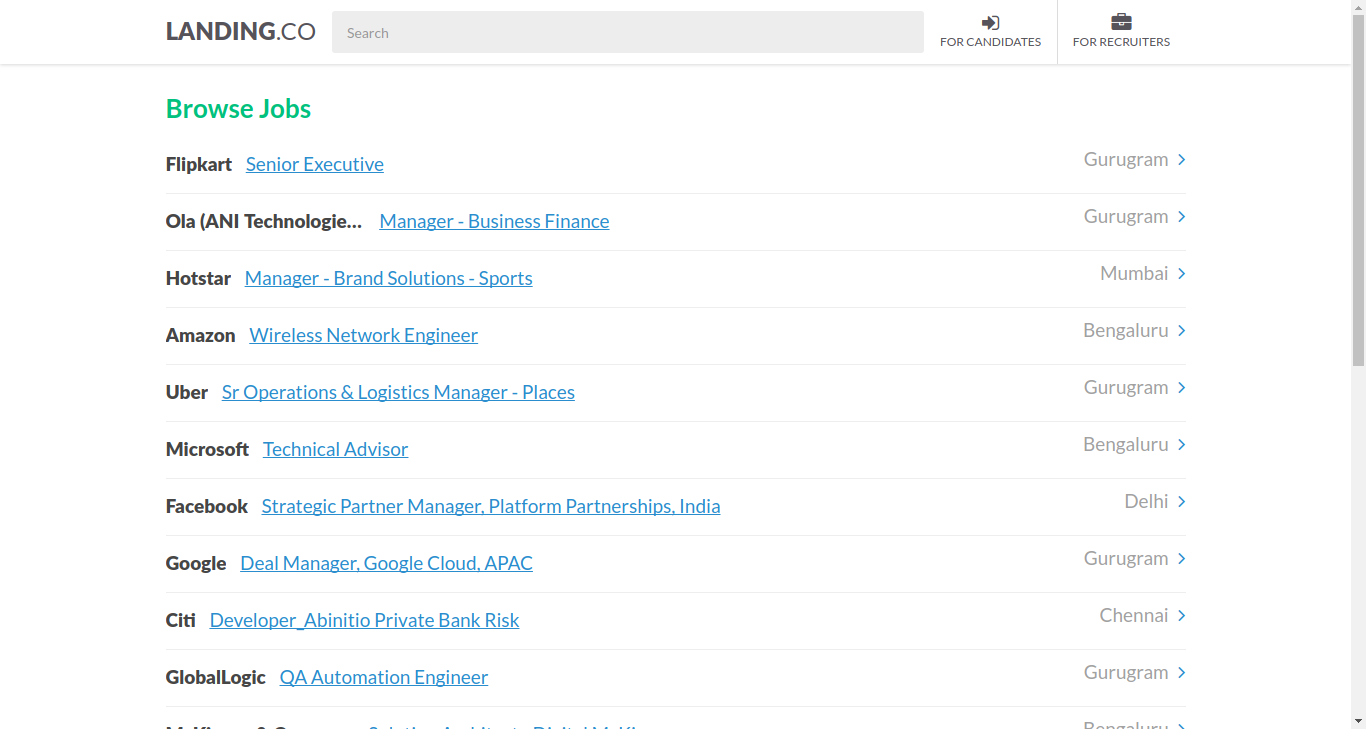 LANDING.CO
Search
FOR CANDIDATES
FOR RECRUITERS
Browse Jobs
Flipkart Senior Executive Gurugram
Ola (ANI Technologie... Manager - Business Finance Gurugram
Hotstar Manager - Brand Solutions - Sports Mumbai
Amazon Wireless Network Engineer Bengaluru
Uber Sr Operations & Logistics Manager - Places Gurugram
Microsoft Technical Advisor Bengaluru
Facebook Strategic Partner Manager, Platform Partnerships, India Delhi
Google Deal Manager, Google Cloud, APAC Gurugram
Citi Developer_Abinitio Private Bank Risk Chennai
GlobalLogic QA Automation Engineer Gurugram
Bengaluru